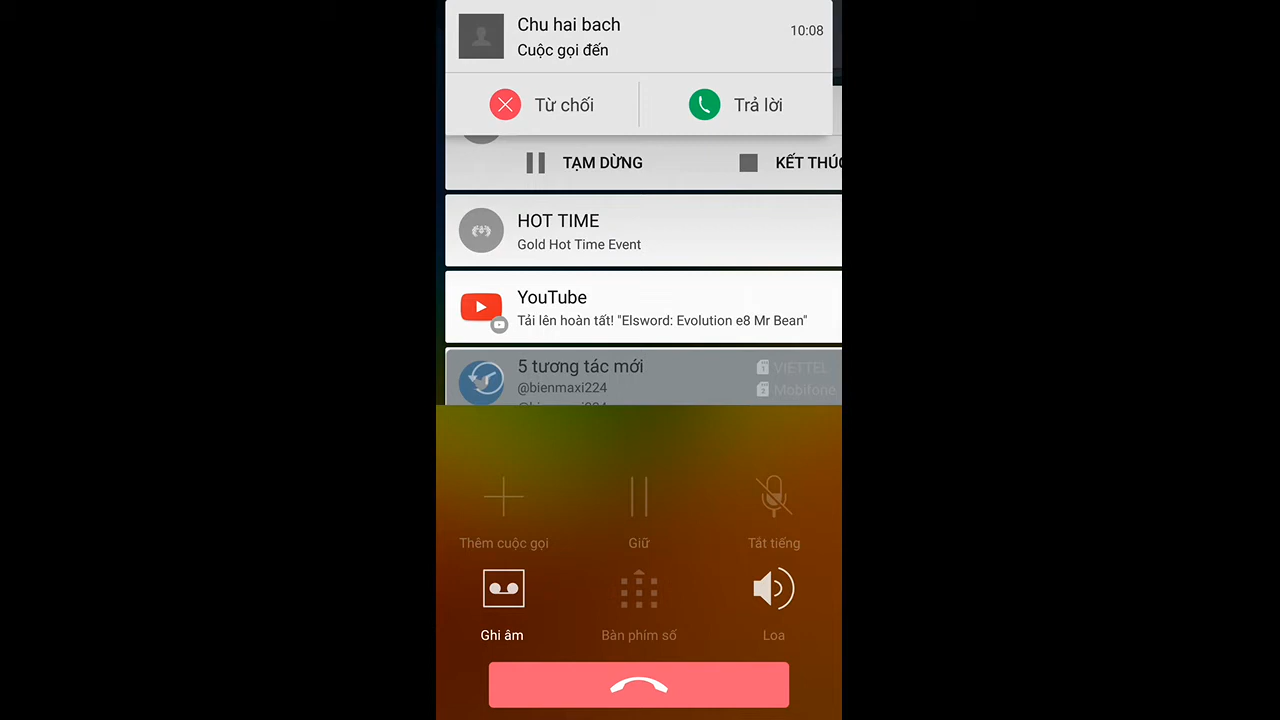 Chu hai bach
10:08
Cuộc gọi đến
Từ chối
Trả lời
TẠM DỪNG
KẾT THÚC
HOT TIME
Gold Hot Time Event
YouTube
Tải lên hoàn tất! "Elsword: Evolution e8 Mr Bean"
5 tương tác mới
1 VIETTEL
@bienmaxi224
2 Mobifone
Thêm cuộc gọi
Giữ
Tắt tiếng
Ghi âm
Bàn phím số
Loa